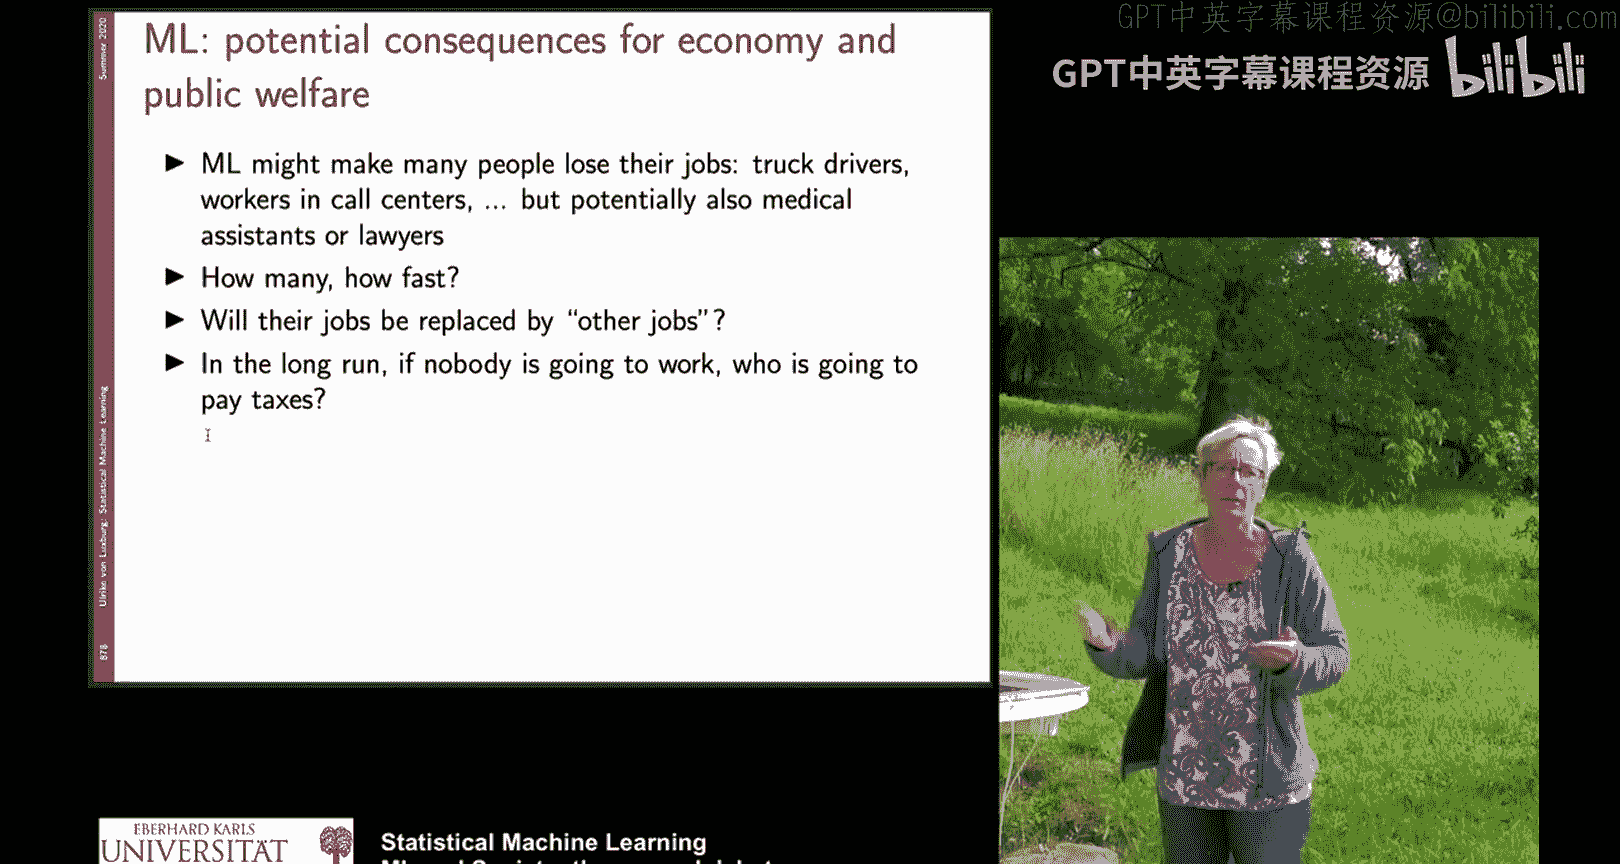 GPT中英字幕课程资源@bilibili.com
GPT中英字幕课程资源 bilibili
Summer 2020
ML: potential consequences for economy and
public welfare
▶ ML might make many people lose their jobs: truck drivers,
workers in call centers, ... but potentially also medical
assistants or lawyers
▶ How many, how fast?
▶ Will their jobs be replaced by “other jobs”?
▶ In the long run, if nobody is going to work, who is going to
pay taxes?
Ulrike von Luxburg: Statistical Machine Learning
878
EBERHARD KARLS
UNIVERSITÄT
Statistical Machine Learning